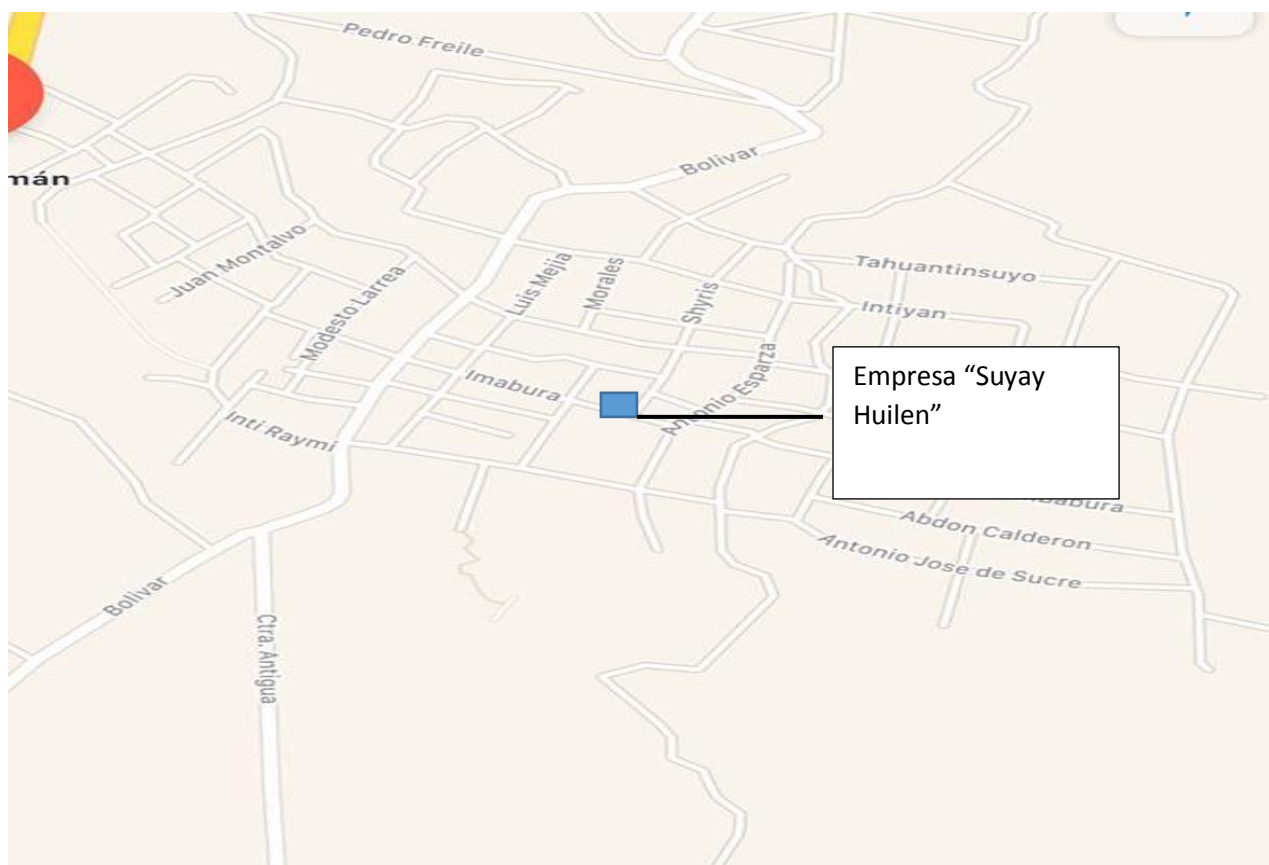 Pedro Freile
Bolivar
mán
Juan Montalvo
Modesto Larrea
Luis Mejia
Morales
Shyris
Tahuantinsuyo
Intiyan
Imabura
Antonio Esparza
Empresa “Suyay
Huilen”
Inti Raymi
Abdon Calderon
Antonio Jose de Sucre
Bolivar
Ctra. Antigua